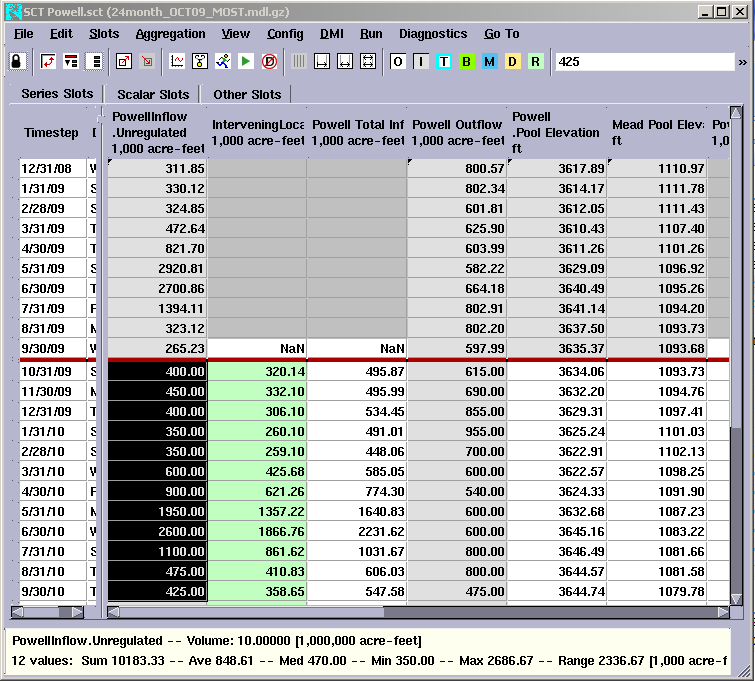 SCT Powell.sct (24month_OCT09_MOST.mdl.gz)
File Edit Slots Aggregation View Config DMI Run Diagnostics Go To
O I T B M D R 425 »
Series Slots Scalar Slots Other Slots
PowellInflow Powell
Timestep D .Unregulated InterveningLoca Powell Total Inf Powell Outflow .Pool Elevation Mead Pool Eleva Pow
1,000 acre-feet 1,000 acre-feet 1,000 acre-feet 1,000 acre-feet ft ft 1,0
12/31/08 W 311.85 800.57 3617.89 1110.97
1/31/09 S 330.12 802.34 3614.17 1111.78
2/28/09 S 324.85 601.81 3612.05 1111.43
3/31/09 T 472.64 625.90 3610.43 1107.40
4/30/09 T 821.70 603.99 3611.26 1101.26
5/31/09 S 2920.81 582.22 3629.09 1096.92
6/30/09 T 2700.86 664.18 3640.49 1095.26
7/31/09 F 1394.11 802.91 3641.14 1094.20
8/31/09 M 323.12 802.20 3637.50 1093.73
9/30/09 W 265.23 NaN NaN 597.99 3635.37 1093.68
10/31/09 S 400.00 320.14 495.87 615.00 3634.06 1093.73
11/30/09 M 450.00 332.10 495.99 690.00 3632.20 1094.76
12/31/09 T 400.00 306.10 534.45 855.00 3629.31 1097.41
1/31/10 S 350.00 260.10 491.01 955.00 3625.24 1101.03
2/28/10 S 350.00 259.10 448.06 700.00 3622.91 1102.13
3/31/10 W 600.00 425.68 585.05 600.00 3622.57 1098.25
4/30/10 F 900.00 621.26 774.30 540.00 3624.33 1091.90
5/31/10 M 1950.00 1357.22 1640.83 600.00 3632.68 1087.23
6/30/10 W 2600.00 1866.76 2231.62 600.00 3645.16 1083.22
7/31/10 S 1100.00 861.62 1031.67 800.00 3646.49 1081.66
8/31/10 T 475.00 410.83 606.03 800.00 3644.57 1081.58
9/30/10 T 425.00 358.65 547.58 475.00 3644.74 1079.78
PowellInflow.Unregulated -- Volume: 10.00000 [1,000,000 acre-feet]
12 values: Sum 10183.33 -- Ave 848.61 -- Med 470.00 -- Min 350.00 -- Max 2686.67 -- Range 2336.67 [1,000 acre-f